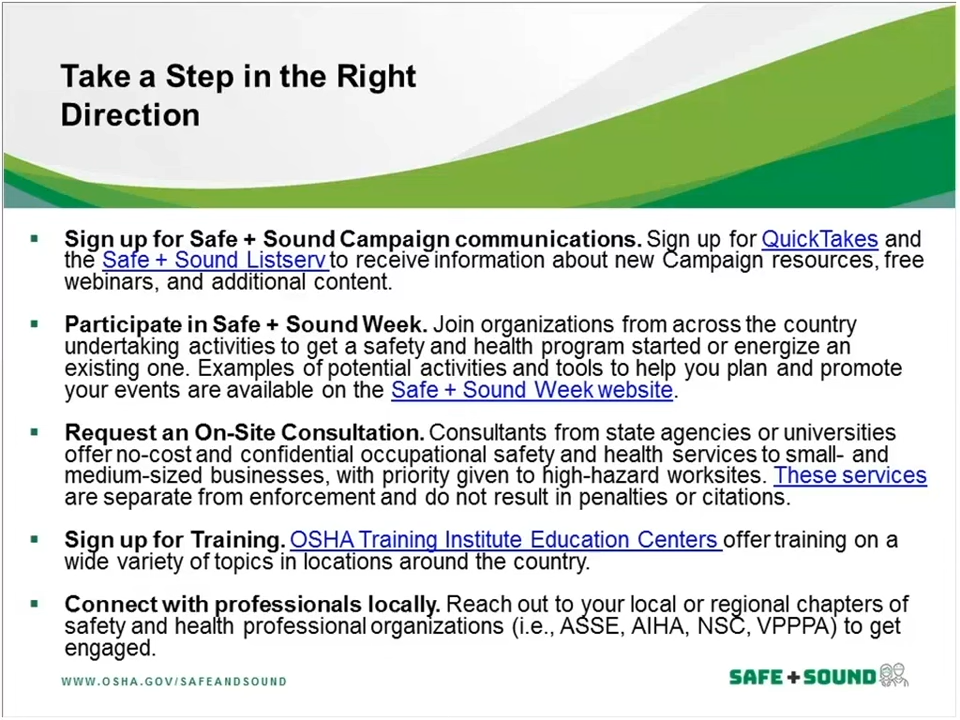 Take a Step in the Right
Direction
▪ Sign up for Safe + Sound Campaign communications. Sign up for QuickTakes and
the Safe + Sound Listserv to receive information about new Campaign resources, free
webinars, and additional content.
▪ Participate in Safe + Sound Week. Join organizations from across the country
undertaking activities to get a safety and health program started or energize an
existing one. Examples of potential activities and tools to help you plan and promote
your events are available on the Safe + Sound Week website.
▪ Request an On-Site Consultation. Consultants from state agencies or universities
offer no-cost and confidential occupational safety and health services to small- and
medium-sized businesses, with priority given to high-hazard worksites. These services
are separate from enforcement and do not result in penalties or citations.
▪ Sign up for Training. OSHA Training Institute Education Centers offer training on a
wide variety of topics in locations around the country.
▪ Connect with professionals locally. Reach out to your local or regional chapters of
safety and health professional organizations (i.e., ASSE, AIHA, NSC, VPPPA) to get
engaged.
WWW.OSHA.GOV/SAFEANDSOUND
SAFE + SOUND